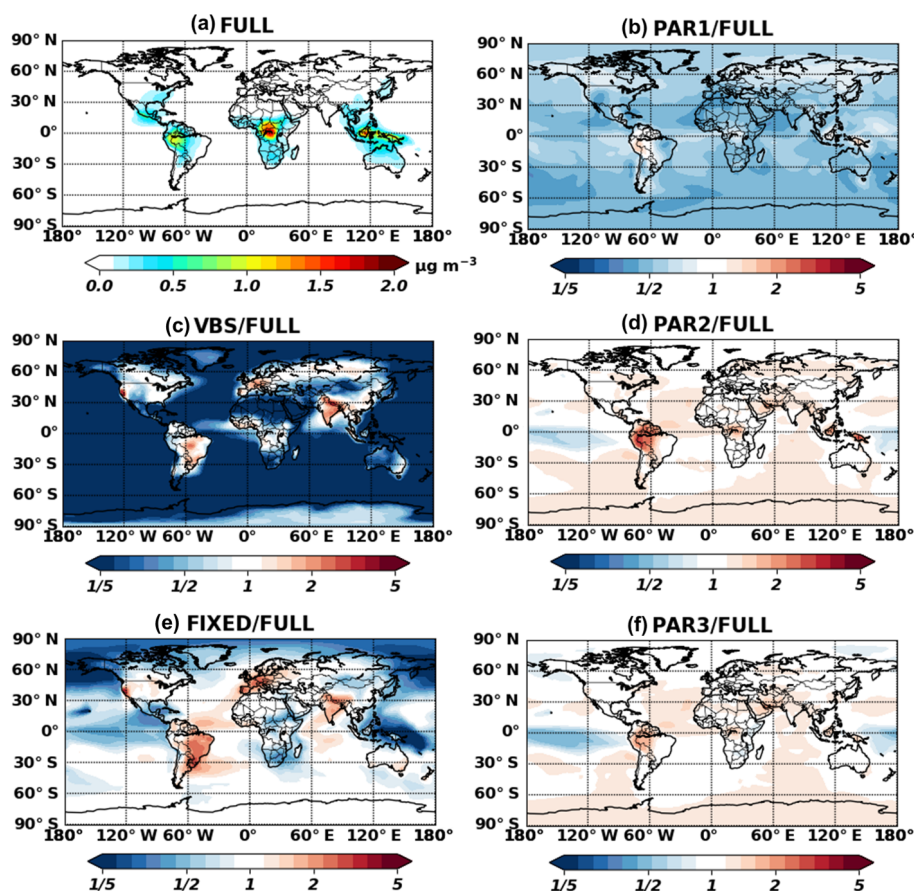 (a) FULL
90° N
60° N
30° N
0°
30° S
60° S
90° S
180° 120° W 60° W 0° 60° E 120° E 180°
0.0 0.5 1.0 1.5 2.0
µg m⁻³
(b) PAR1/FULL
90° N
60° N
30° N
0°
30° S
60° S
90° S
180° 120° W 60° W 0° 60° E 120° E 180°
1/5 1/2 1 2 5
(c) VBS/FULL
90° N
60° N
30° N
0°
30° S
60° S
90° S
180° 120° W 60° W 0° 60° E 120° E 180°
1/5 1/2 1 2 5
(d) PAR2/FULL
90° N
60° N
30° N
0°
30° S
60° S
90° S
180° 120° W 60° W 0° 60° E 120° E 180°
1/5 1/2 1 2 5
(e) FIXED/FULL
90° N
60° N
30° N
0°
30° S
60° S
90° S
180° 120° W 60° W 0° 60° E 120° E 180°
1/5 1/2 1 2 5
(f) PAR3/FULL
90° N
60° N
30° N
0°
30° S
60° S
90° S
180° 120° W 60° W 0° 60° E 120° E 180°
1/5 1/2 1 2 5